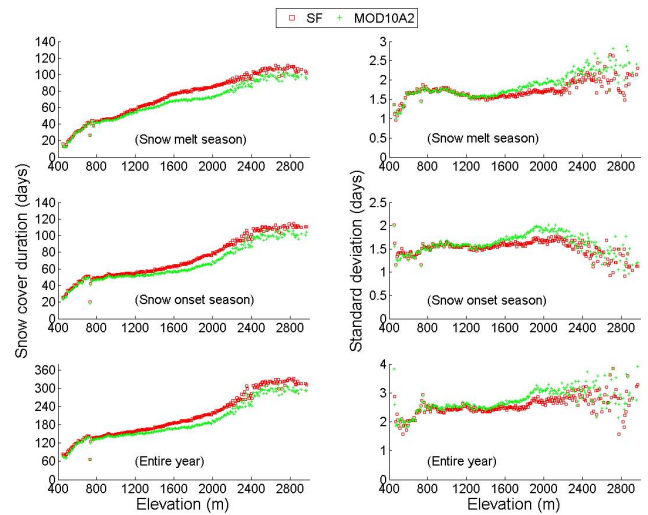 SF MOD10A2
140
120
100
80
60
40
20
0
(Snow melt season)
400 800 1200 1600 2000 2400 2800
3
2.5
2
1.5
1
0.5
0
(Snow melt season)
400 800 1200 1600 2000 2400 2800
Snow cover duration (days)
140
120
100
80
60
40
20
0
(Snow onset season)
400 800 1200 1600 2000 2400 2800
Standard deviation (days)
2.5
2
1.5
1
0.5
0
(Snow onset season)
400 800 1200 1600 2000 2400 2800
360
300
240
180
120
60
0
(Entire year)
400 800 1200 1600 2000 2400 2800
Elevation (m)
4
3
2
1
0
(Entire year)
400 800 1200 1600 2000 2400 2800
Elevation (m)